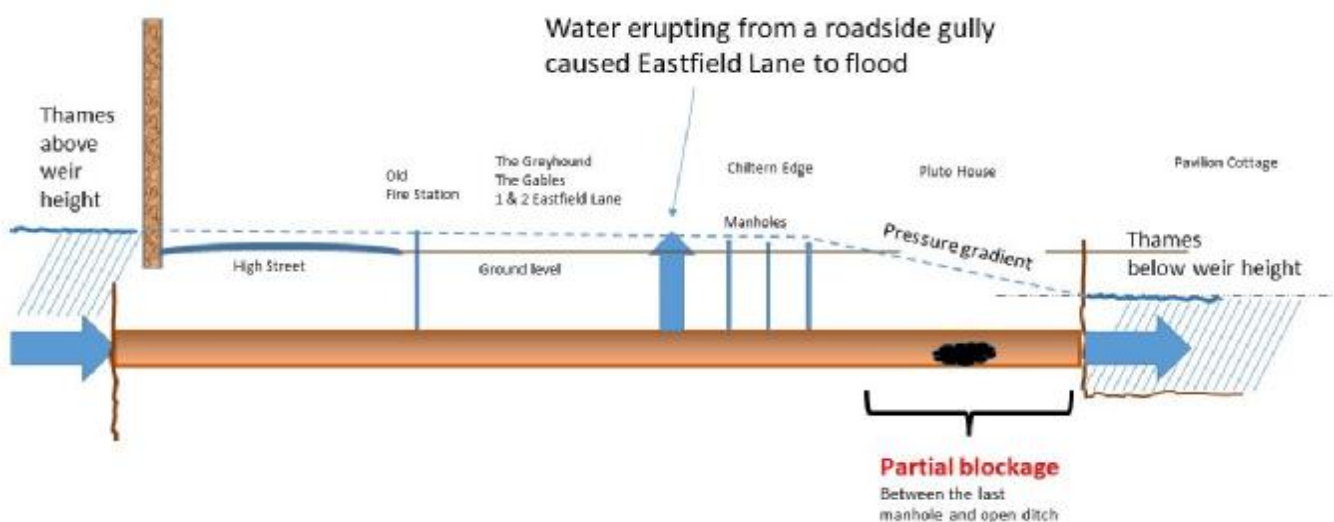 Water erupting from a roadside gully
caused Eastfield Lane to flood
Thames
above
weir
height
Old
Fire Station
The Greyhound
The Gables
1 & 2 Eastfield Lane
Chiltern Edge
Pluto House
Pavilion Cottage
Manholes
Pressure gradient
Thames
below weir height
High Street
Ground level
Partial blockage
Between the last
manhole and open ditch